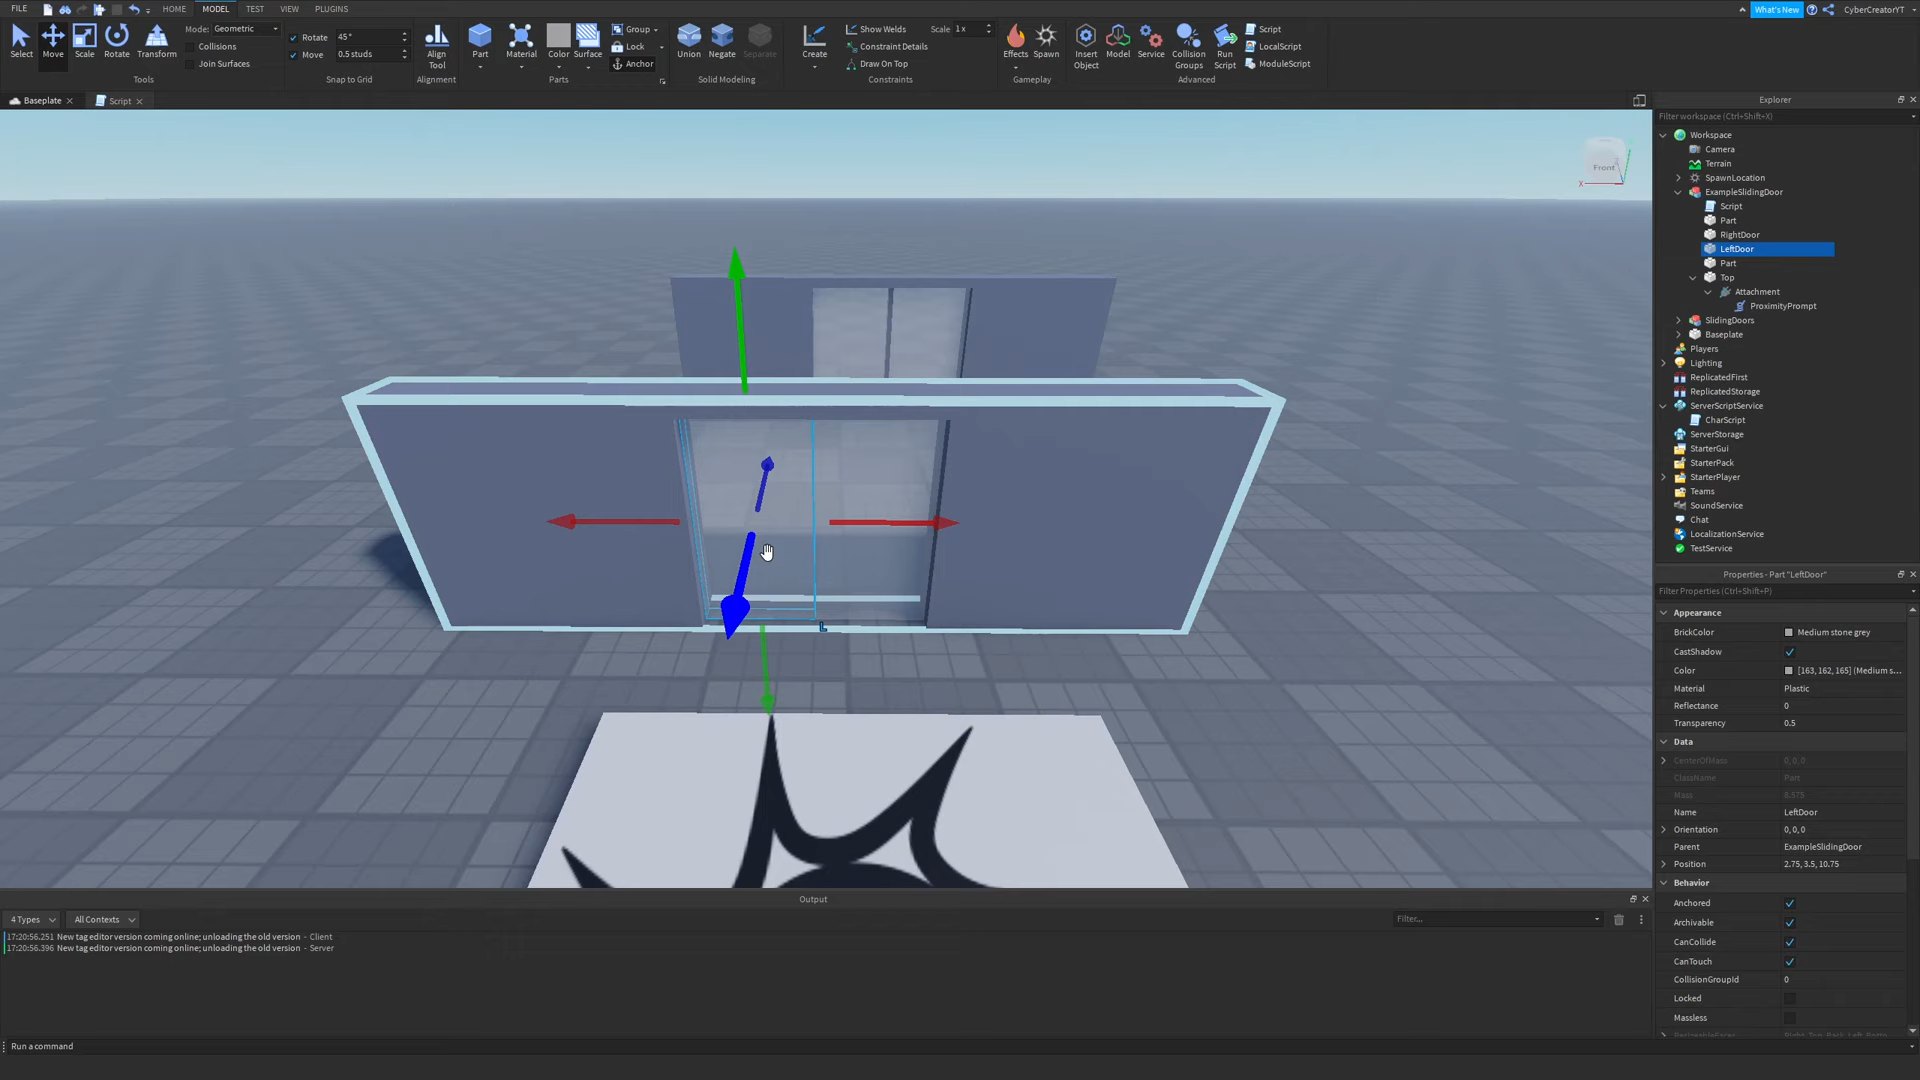 FILE HOME MODEL TEST VIEW PLUGINS What's New CyberCreatorYT
Select Move Scale Rotate Transform
Mode: Geometric
Collisions
Join Surfaces
Tools
Rotate 45°
Move 0.5 studs
Snap to Grid
Align Tool
Alignment
Part Material Color Surface
Group
Lock
Anchor
Parts
Union Negate Separate
Solid Modeling
Create
Show Welds Scale 1x
Constraint Details
Draw On Top
Constraints
Effects Spawn
Gameplay
Insert Object Model Service Collision Groups Run Script
Script
LocalScript
ModuleScript
Advanced
Baseplate Script
Front
X
Explorer
Filter workspace (Ctrl+Shift+X)
Workspace
Camera
Terrain
SpawnLocation
ExampleSlidingDoor
Script
Part
RightDoor
LeftDoor
Part
Top
Attachment
ProximityPrompt
SlidingDoors
Baseplate
Players
Lighting
ReplicatedFirst
ReplicatedStorage
ServerScriptService
CharScript
ServerStorage
StarterGui
StarterPack
StarterPlayer
Teams
SoundService
Chat
LocalizationService
TestService
Properties - Part "LeftDoor"
Filter Properties (Ctrl+Shift+P)
Appearance
BrickColor Medium stone grey
CastShadow
Color [163, 162, 165] (Medium s...
Material Plastic
Reflectance 0
Transparency 0.5
Data
CenterOfMass 0, 0, 0
ClassName Part
Mass 8.575
Name LeftDoor
Orientation 0, 0, 0
Parent ExampleSlidingDoor
Position 2.75, 3.5, 10.75
Behavior
Anchored
Archivable
CanCollide
CanTouch
CollisionGroupId 0
Locked
Massless
L
Output
4 Types All Contexts Filter...
17:20:56.251 New tag editor version coming online; unloading the old version - Client
17:20:56.396 New tag editor version coming online; unloading the old version - Server
Run a command